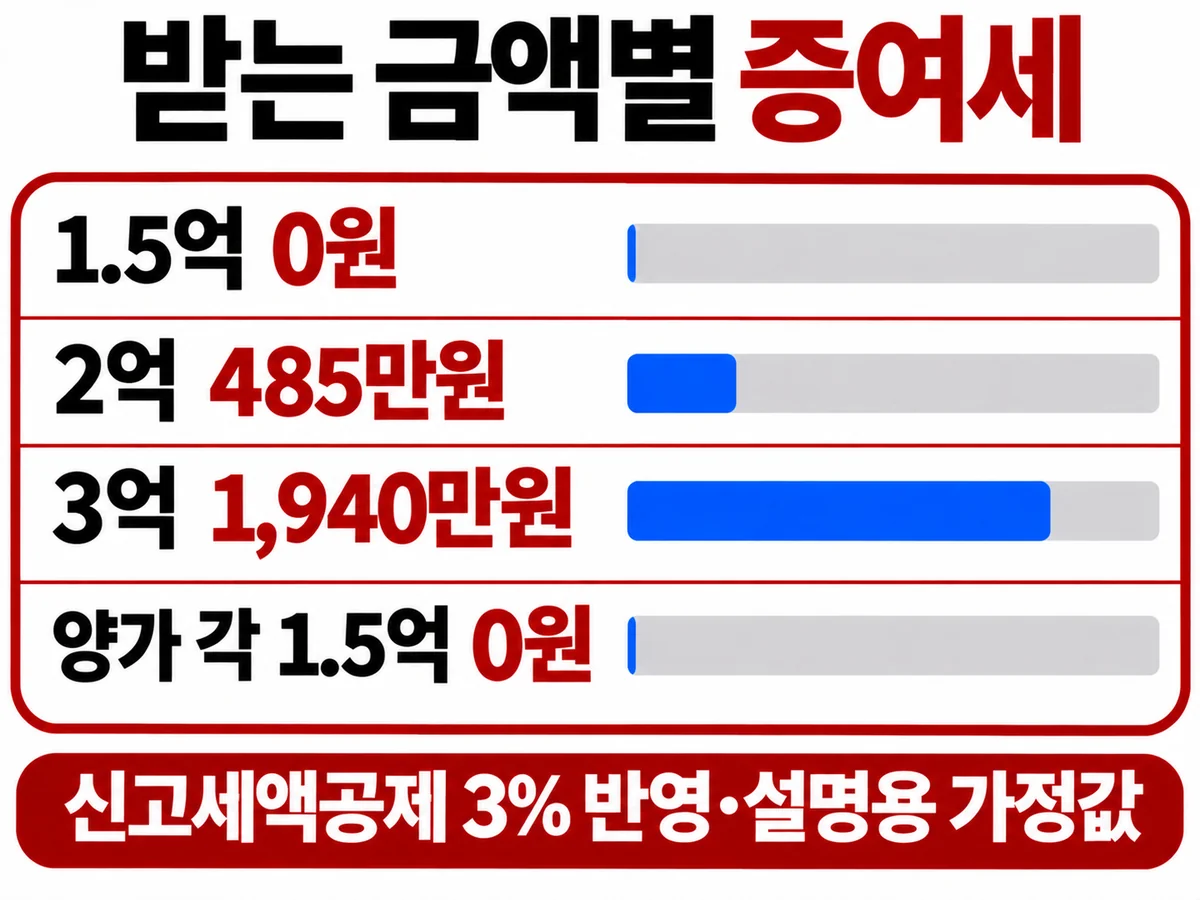 받는 금액별 증여세
1.5억 0원
2억 485만원
3억 1,940만원
양가 각 1.5억 0원
신고세액공제 3% 반영·설명용 가정값